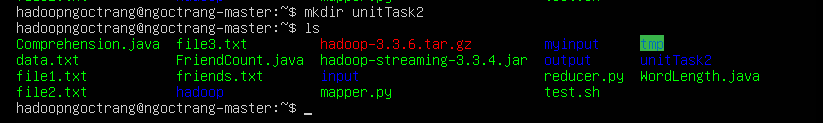 hadoopngoctrang@ngoctrang-master:~$ mkdir unitTask2
hadoopngoctrang@ngoctrang-master:~$ ls
Comprehension.java file3.txt hadoop-3.3.6.tar.gz myinput tmp
data.txt FriendCount.java hadoop-streaming-3.3.4.jar output unitTask2
file1.txt friends.txt input reducer.py WordLength.java
file2.txt hadoop mapper.py test.sh
hadoopngoctrang@ngoctrang-master:~$ _